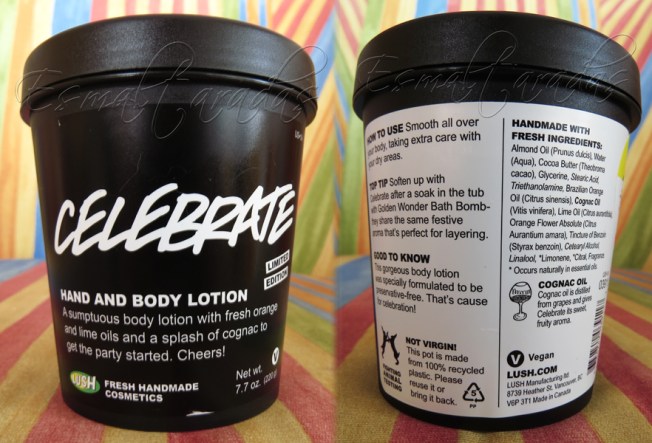 Esmaltaradas
CELEBRATE
LIMITED
EDITION
HAND AND BODY LOTION
A sumptuous body lotion with fresh orange
and lime oils and a splash of cognac to
get the party started. Cheers!
LUSH
FRESH HANDMADE
COSMETICS
Net wt.
7.7 oz. (220 g)
V
Esmaltaradas
HOW TO USE Smooth all over
your body, taking extra care with
your dry areas.
TOP TIP Soften up with
Celebrate after a soak in the tub
with Golden Wonder Bath Bomb-
they share the same festive
aroma that's perfect for layering.
GOOD TO KNOW
This gorgeous body lotion
was specially formulated to be
preservative-free. That's cause
for celebration!
FIGHTING
ANIMAL
TESTING
NOT VIRGIN!
This pot is made
from 100% recycled
plastic. Please
reuse it or
bring it back.
5
PP
HANDMADE WITH
FRESH INGREDIENTS:
Almond Oil (Prunus dulcis), Water
(Aqua), Cocoa Butter (Theobroma
cacao), Glycerine, Stearic Acid,
Triethanolamine, Brazilian Orange
Oil (Citrus sinensis), Cognac Oil
(Vitis vinifera), Lime Oil (Citrus aurantifolia),
Orange Flower Absolute (Citrus
Aurantium amara), Tincture of Benzoin
(Styrax benzoin), Cetearyl Alcohol,
Linalool, *Limonene, *Citral, Fragrance
* Occurs naturally in essential oils.
COGNAC OIL
Cognac oil is distilled
from grapes and gives
Celebrate its sweet,
fruity aroma.
V Vegan
LUSH.COM
LUSH Manufacturing ltd.
8739 Heather St. Vancouver, BC
V6P 3T1 Made in Canada